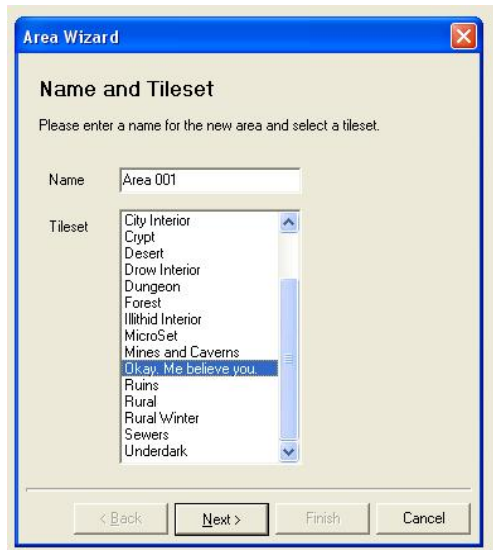 Area Wizard
Name and Tileset
Please enter a name for the new area and select a tileset.
Name Area 001
Tileset
City Interior
Crypt
Desert
Drow Interior
Dungeon
Forest
Illithid Interior
MicroSet
Mines and Caverns
Okay. Me believe you.
Ruins
Rural
Rural Winter
Sewers
Underdark
< Back Next > Finish Cancel